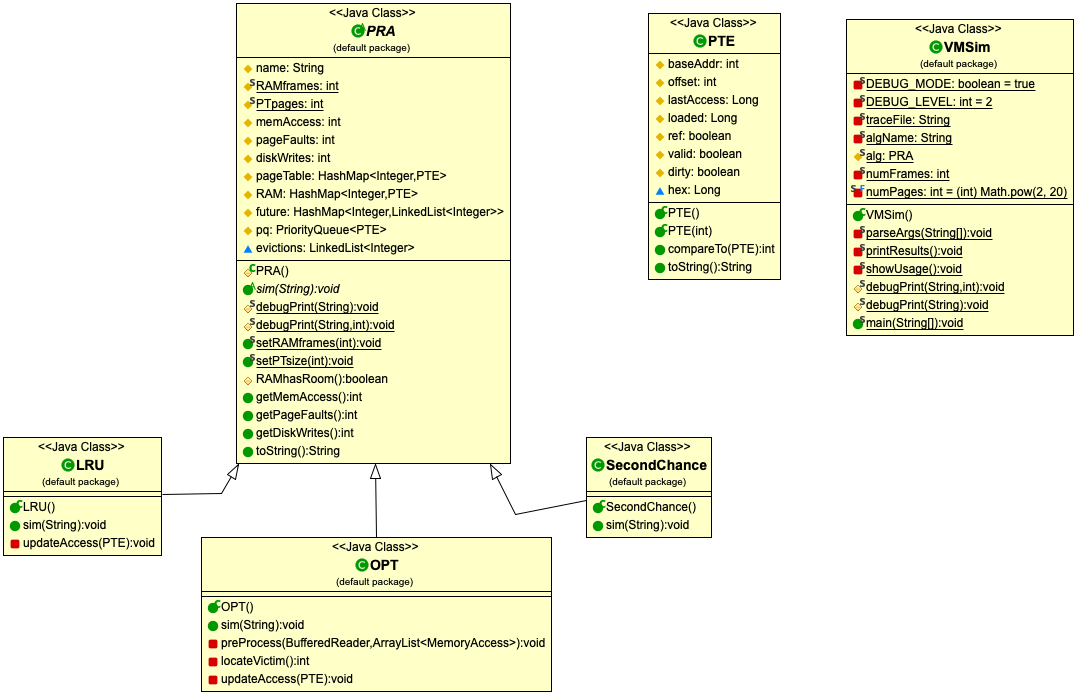 <<Java Class>>
PRA
(default package)
name: String
RAMframes: int
PTpages: int
memAccess: int
pageFaults: int
diskWrites: int
pageTable: HashMap<Integer,PTE>
RAM: HashMap<Integer,PTE>
future: HashMap<Integer,LinkedList<Integer>>
pq: PriorityQueue<PTE>
evictions: LinkedList<Integer>
PRA()
sim(String):void
debugPrint(String):void
debugPrint(String,int):void
setRAMframes(int):void
setPTsize(int):void
RAMhasRoom():boolean
getMemAccess():int
getPageFaults():int
getDiskWrites():int
toString():String
<<Java Class>>
PTE
(default package)
baseAddr: int
offset: int
lastAccess: Long
loaded: Long
ref: boolean
valid: boolean
dirty: boolean
hex: Long
PTE()
PTE(int)
compareTo(PTE):int
toString():String
<<Java Class>>
VMSim
(default package)
DEBUG_MODE: boolean = true
DEBUG_LEVEL: int = 2
traceFile: String
algName: String
alg: PRA
numFrames: int
numPages: int = (int) Math.pow(2, 20)
VMSim()
parseArgs(String[]):void
printResults():void
showUsage():void
debugPrint(String,int):void
debugPrint(String):void
main(String[]):void
<<Java Class>>
LRU
(default package)
LRU()
sim(String):void
updateAccess(PTE):void
<<Java Class>>
OPT
(default package)
OPT()
sim(String):void
preProcess(BufferedReader,ArrayList<MemoryAccess>):void
locateVictim():int
updateAccess(PTE):void
<<Java Class>>
SecondChance
(default package)
SecondChance()
sim(String):void